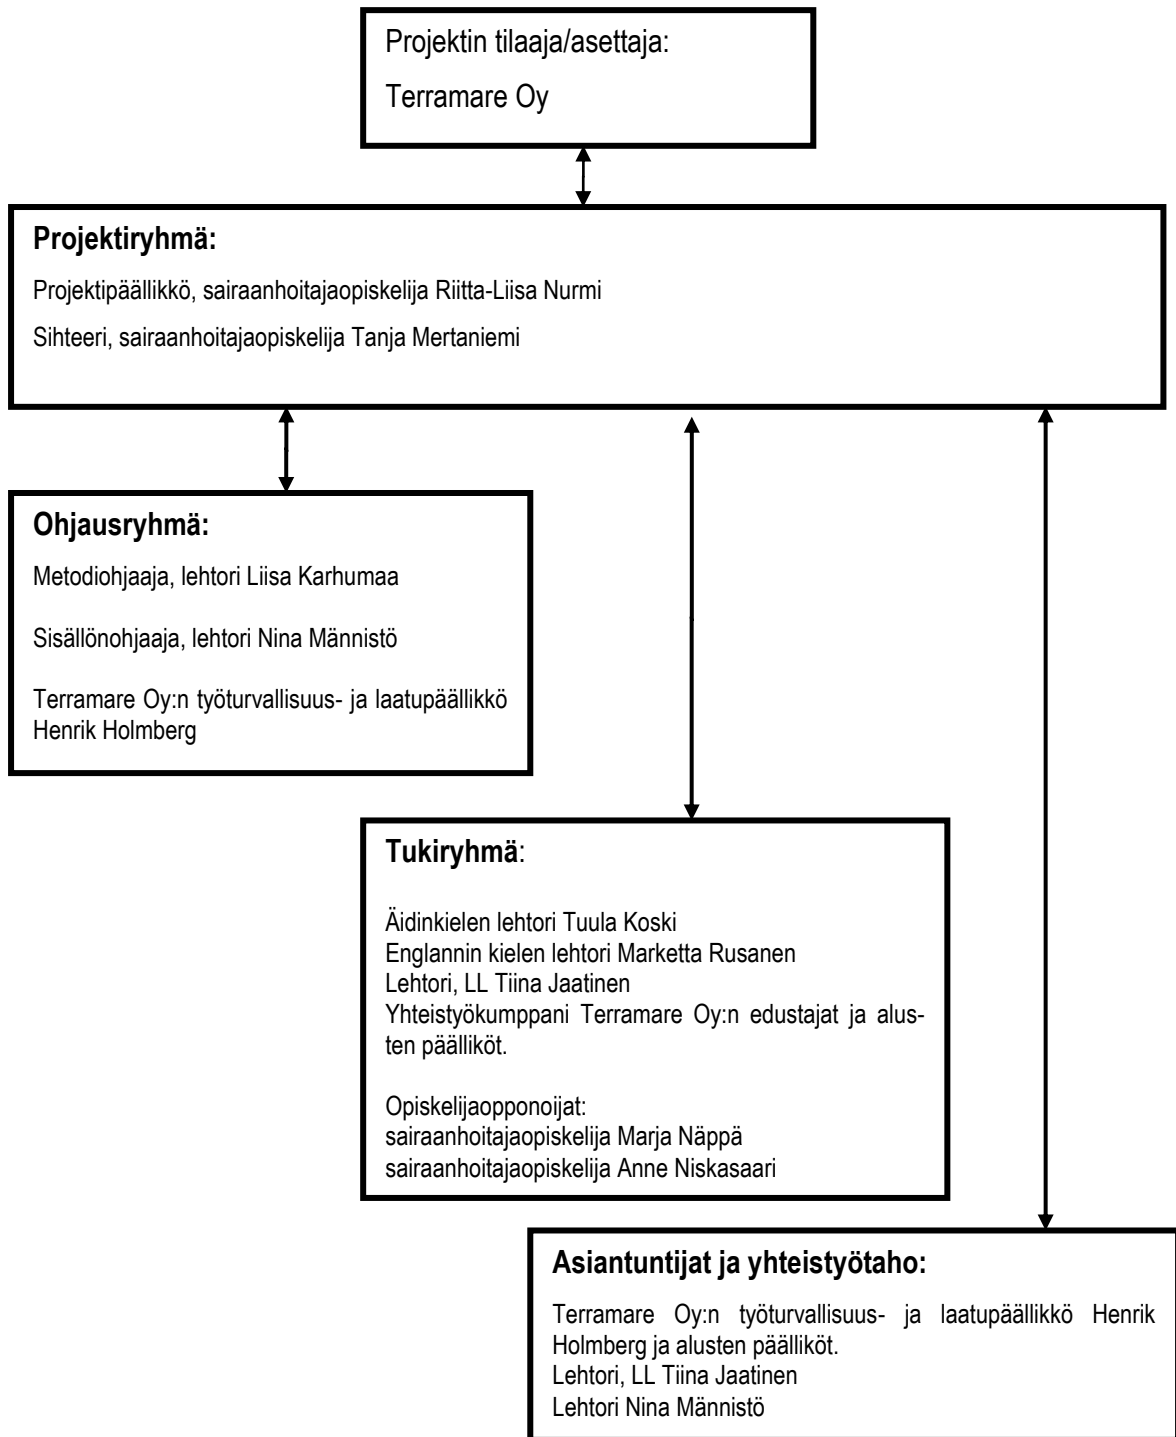 Projektin tilaaja/asettaja:
Terramare Oy
Projektiryhmä:
Projektipäällikkö, sairaanhoitajaopiskelija Riitta-Liisa Nurmi
Sihteeri, sairaanhoitajaopiskelija Tanja Mertaniemi
Ohjausryhmä:
Metodiohjaaja, lehtori Liisa Karhumaa
Sisällönohjaaja, lehtori Nina Männistö
Terramare Oy:n työturvallisuus- ja laatupäällikkö
Henrik Holmberg
Tukiryhmä:
Äidinkielen lehtori Tuula Koski
Englannin kielen lehtori Marketta Rusanen
Lehtori, LL Tiina Jaatinen
Yhteistyökumppani Terramare Oy:n edustajat ja alus-
ten päälliköt.
Opiskelijaopponoijat:
sairaanhoitajaopiskelija Marja Näppä
sairaanhoitajaopiskelija Anne Niskasaari
Asiantuntijat ja yhteistyötaho:
Terramare Oy:n työturvallisuus- ja laatupäällikkö Henrik
Holmberg ja alusten päälliköt.
Lehtori, LL Tiina Jaatinen
Lehtori Nina Männistö